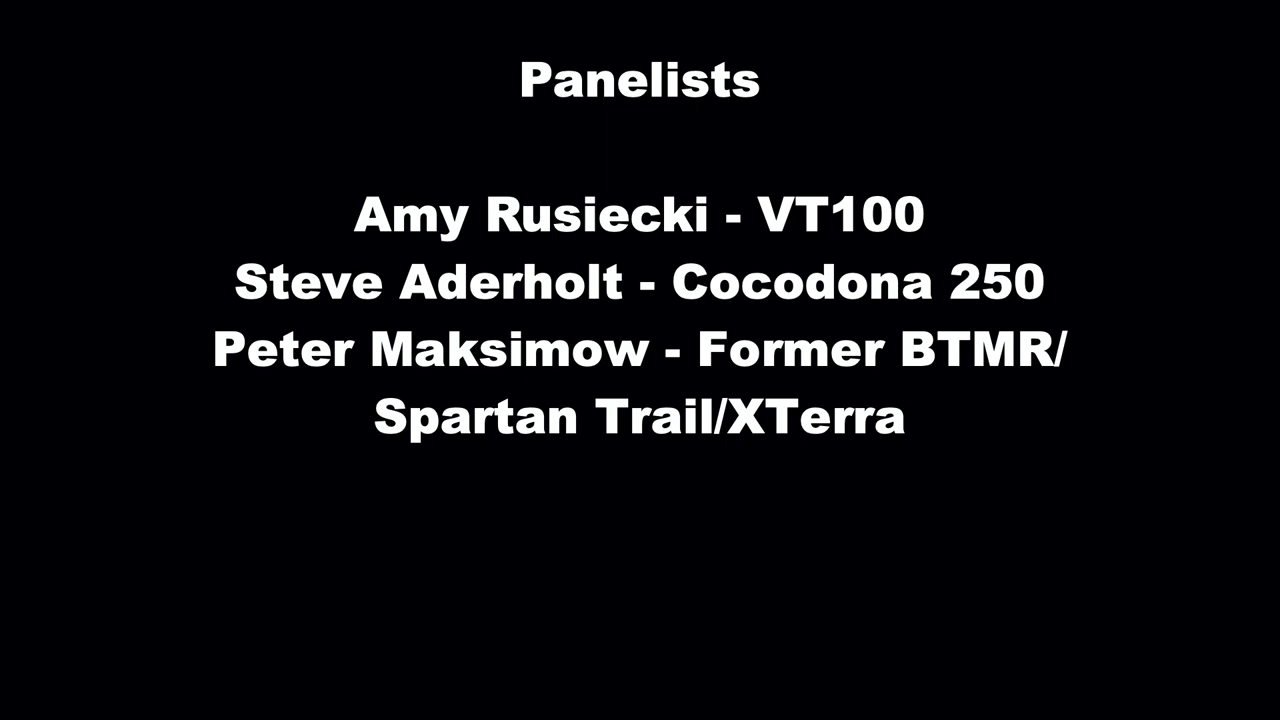 Panelists
Amy Rusiecki - VT100
Steve Aderholt - Cocodona 250
Peter Maksimow - Former BTMR/
Spartan Trail/XTerra